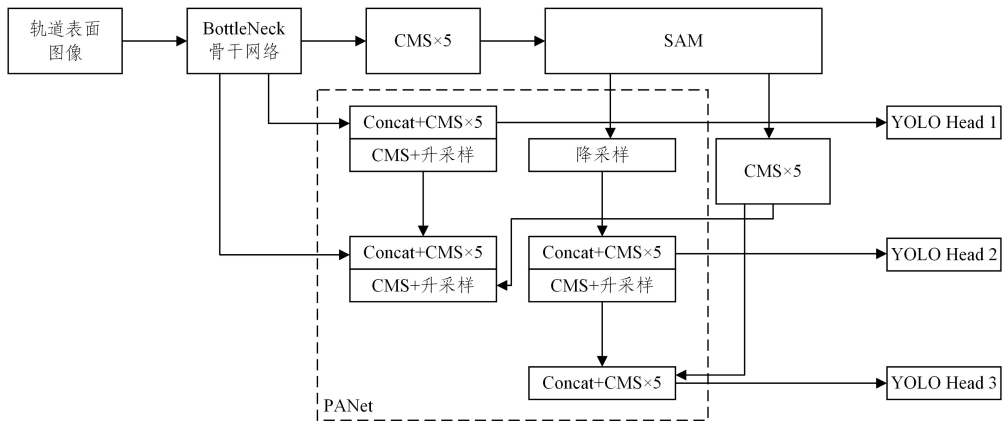 轨道表面
图像
BottleNeck
骨干网络
CMS×5
SAM
Concat+CMS×5
CMS+升采样
降采样
CMS×5
YOLO Head 1
Concat+CMS×5
CMS+升采样
Concat+CMS×5
CMS+升采样
YOLO Head 2
Concat+CMS×5
YOLO Head 3
PANet